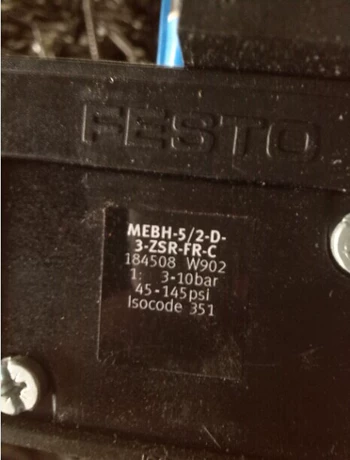 FESTO
MEBH-5/2-D-
3-ZSR-FR-C
184508 W902
1: 3-10bar
45-145psi
Isocode 351